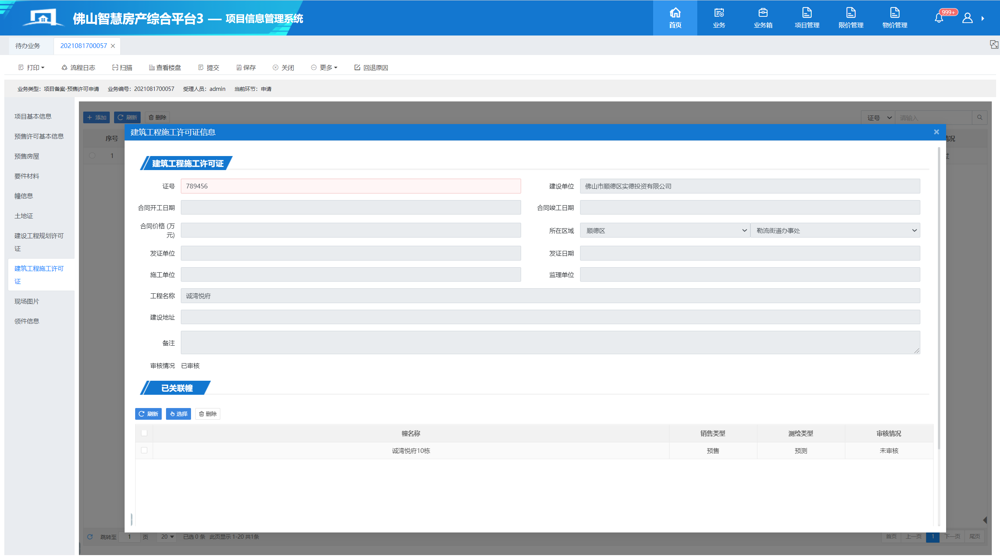 佛山智慧房产综合平台3 — 项目信息管理系统
首页
业务
业务箱
项目管理
限价管理
物价管理
999+
待办业务
2021081700057
打印
流程日志
扫描
查看楼盘
提交
保存
关闭
更多
回退原因
业务类型：项目备案-预售许可申请 业务编号：2021081700057 受理人员：admin 当前环节：申请
项目基本信息
预售许可基本信息
预售房屋
要件材料
幢信息
土地证
建设工程规划许可
证
建筑工程施工许可
证
现场图片
领件信息
添加
刷新
删除
证号
请输入
序号
情况
1
过
建筑工程施工许可证信息
建筑工程施工许可证
证号 789456
建设单位 佛山市顺德区实德投资有限公司
合同开工日期
合同竣工日期
合同价格 (万
元)
所在区域 顺德区 勒流街道办事处
发证单位
发证日期
施工单位
监理单位
工程名称 诚湾悦府
建设地址
备注
审核情况 已审核
已关联幢
刷新
选择
删除
幢名称 销售类型 测绘类型 审核情况
诚湾悦府10栋 预售 预测 未审核
跳转至 1 页 20 已选 0 条 此页显示 1-20 共1条
首页 上一页 1 下一页 尾页